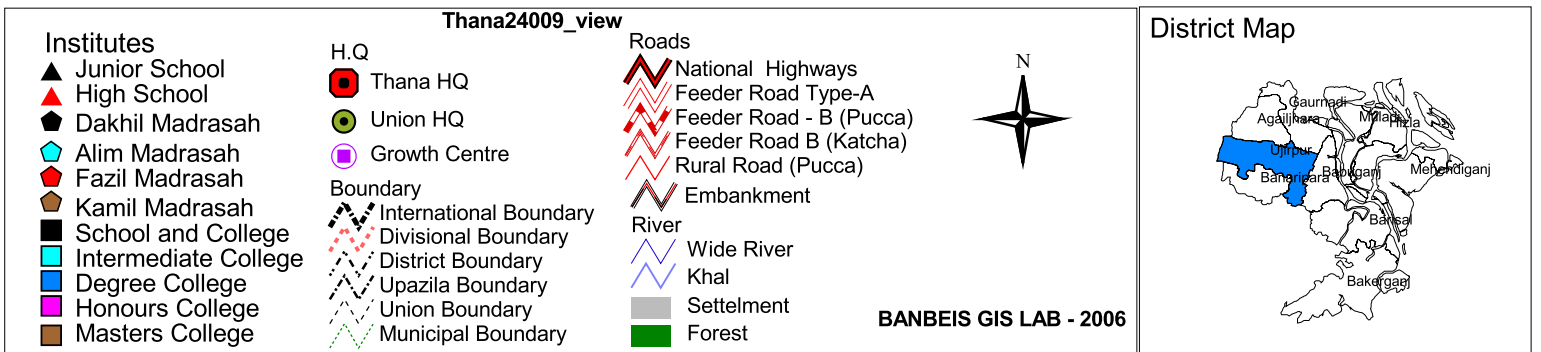 Thana24009_view
Institutes
Junior School
High School
Dakhil Madrasah
Alim Madrasah
Fazil Madrasah
Kamil Madrasah
School and College
Intermediate College
Degree College
Honours College
Masters College
H.Q
Thana HQ
Union HQ
Growth Centre
Boundary
International Boundary
Divisional Boundary
District Boundary
Upazila Boundary
Union Boundary
Municipal Boundary
Roads
National Highways
Feeder Road Type-A
Feeder Road - B (Pucca)
Feeder Road B (Katcha)
Rural Road (Pucca)
Embankment
River
Wide River
Khal
Settelment
Forest
N
BANBEIS GIS LAB - 2006
District Map
Gaurnadi
Agailjhara
Muladi
Hizla
Ujirpur
Banaripara
Babuganj
Mehendiganj
Barisal
Bakerganj